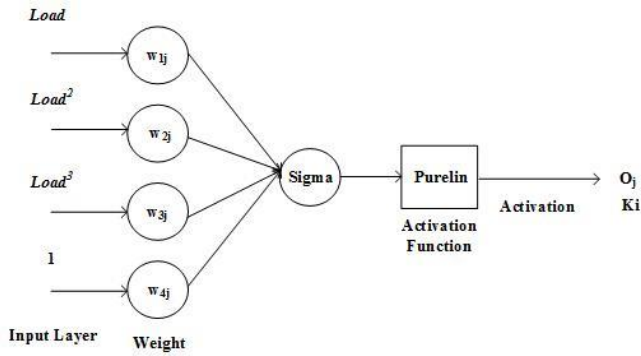 Load
w1j
Load²
w2j
Sigma
Purelin
Oj
Load³
w3j
Activation
Ki
Activation
Function
1
w4j
Input Layer
Weight